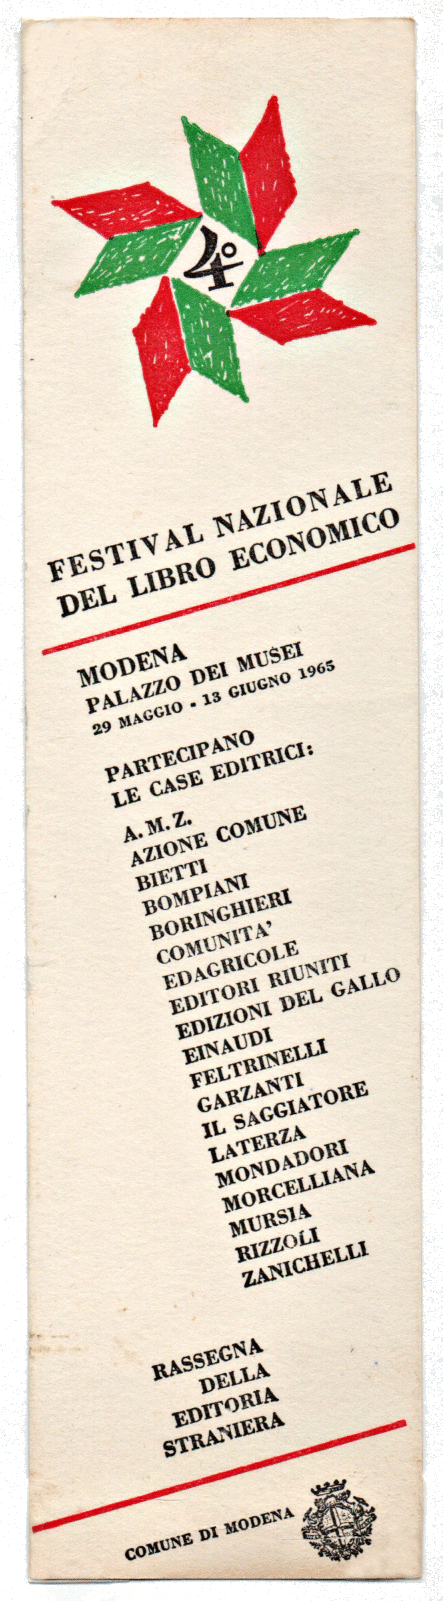 4°
FESTIVAL NAZIONALE
DEL LIBRO ECONOMICO
MODENA
PALAZZO DEI MUSEI
29 MAGGIO - 13 GIUGNO 1965
PARTECIPANO
LE CASE EDITRICI:
A. M. Z.
AZIONE COMUNE
BIETTI
BOMPIANI
BORINGHIERI
COMUNITA'
EDAGRICOLE
EDITORI RIUNITI
EDIZIONI DEL GALLO
EINAUDI
FELTRINELLI
GARZANTI
IL SAGGIATORE
LATERZA
MONDADORI
MORCELLIANA
MURSIA
RIZZOLI
ZANICHELLI
RASSEGNA
DELLA
EDITORIA
STRANIERA
COMUNE DI MODENA